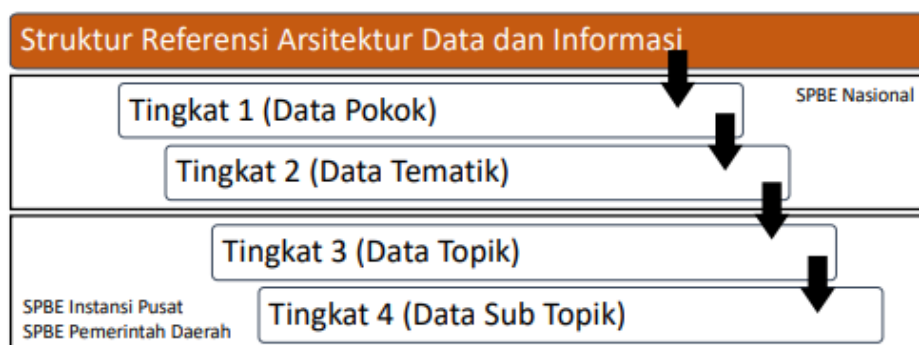 Struktur Referensi Arsitektur Data dan Informasi
SPBE Nasional
Tingkat 1 (Data Pokok)
Tingkat 2 (Data Tematik)
Tingkat 3 (Data Topik)
Tingkat 4 (Data Sub Topik)
SPBE Instansi Pusat
SPBE Pemerintah Daerah